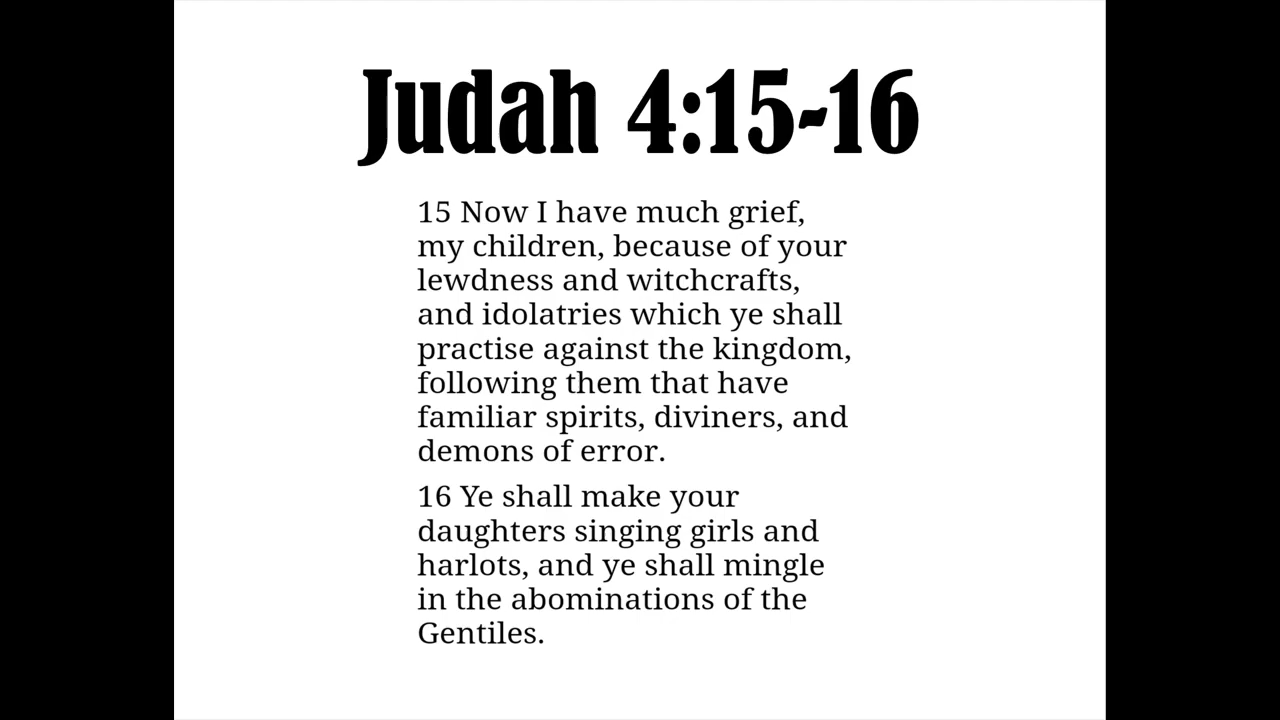 Judah 4:15-16
15 Now I have much grief,
my children, because of your
lewdness and witchcrafts,
and idolatries which ye shall
practise against the kingdom,
following them that have
familiar spirits, diviners, and
demons of error.
16 Ye shall make your
daughters singing girls and
harlots, and ye shall mingle
in the abominations of the
Gentiles.